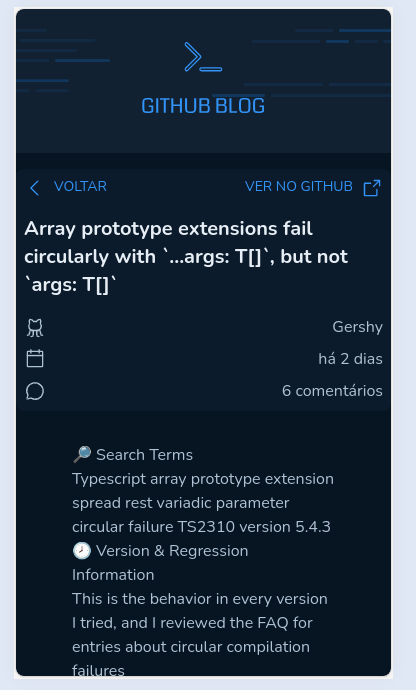 GITHUB BLOG
VOLTAR
VER NO GITHUB
Array prototype extensions fail
circularly with `...args: T[]`, but not
`args: T[]`
Gershy
há 2 dias
6 comentários
🔎 Search Terms
Typescript array prototype extension
spread rest variadic parameter
circular failure TS2310 version 5.4.3
🕗 Version & Regression
Information
This is the behavior in every version
I tried, and I reviewed the FAQ for
entries about circular compilation
failures